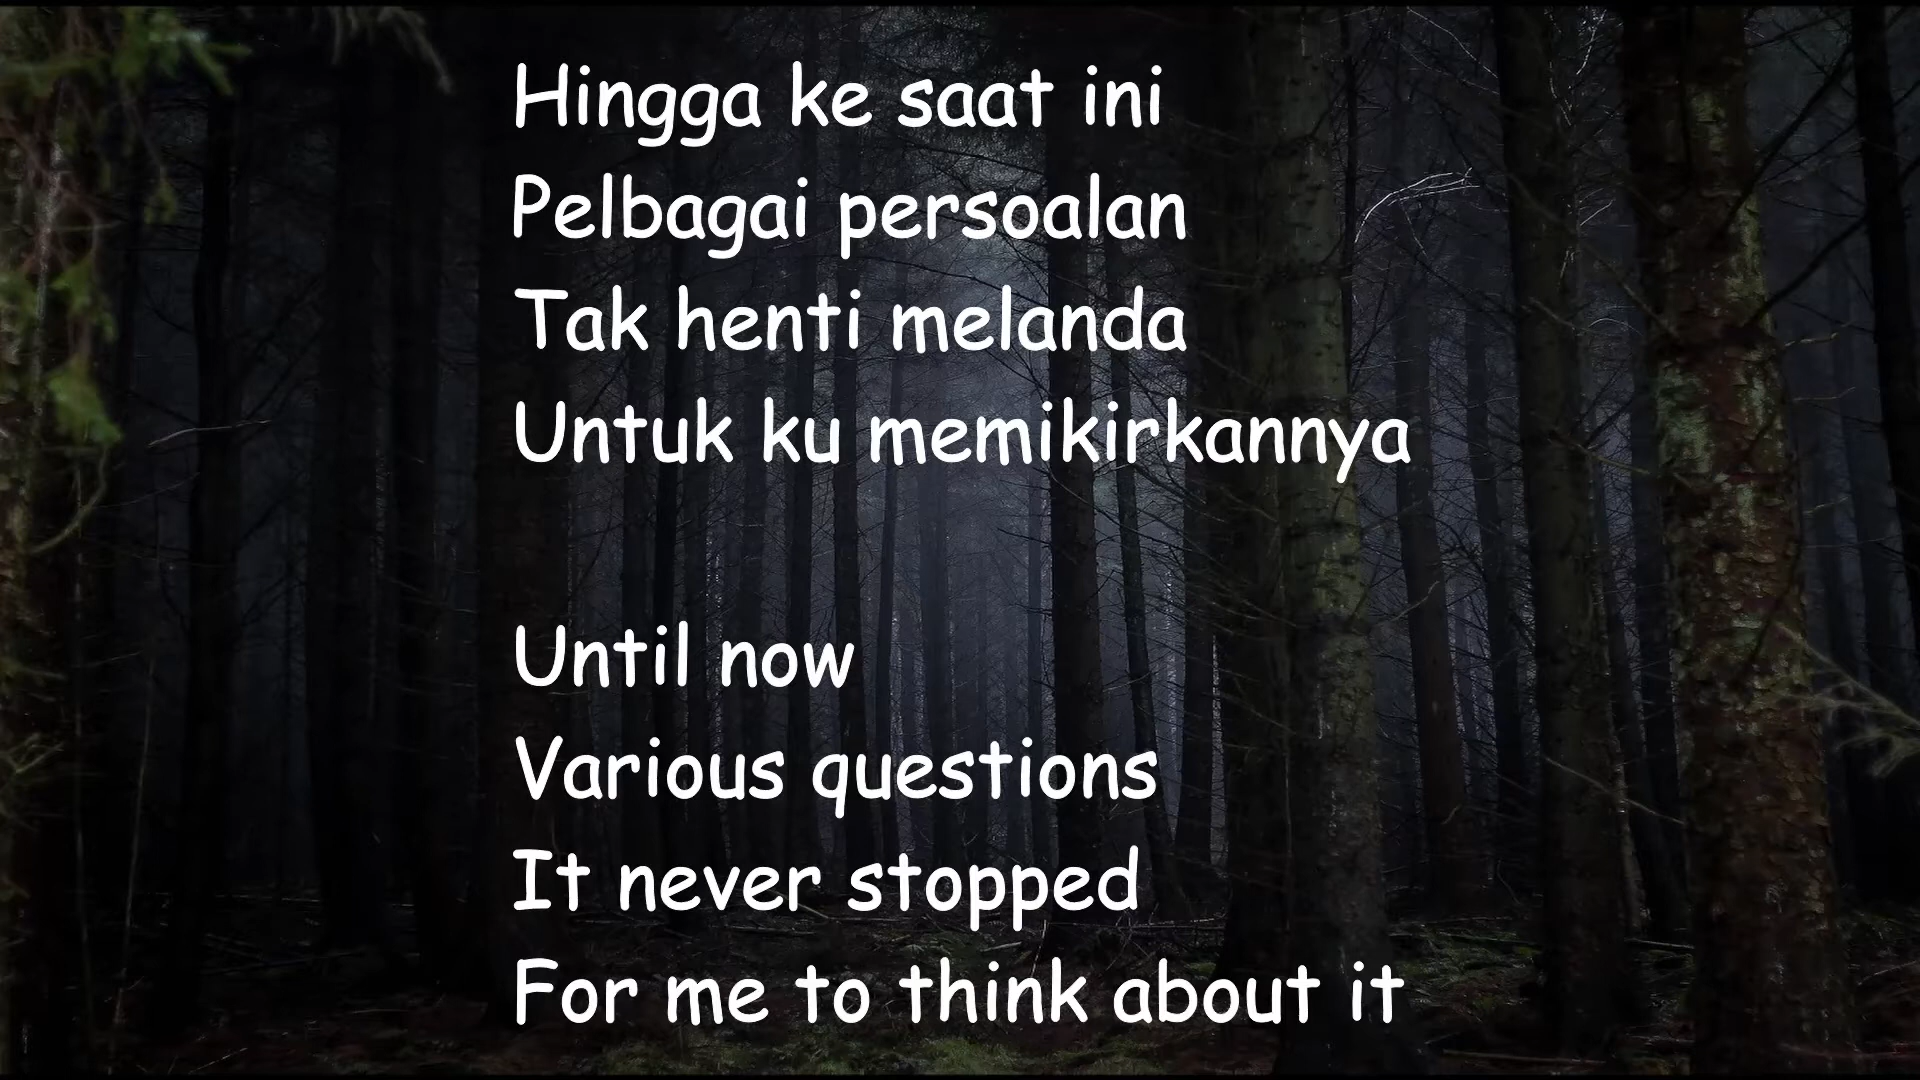 Hingga ke saat ini
Pelbagai persoalan
Tak henti melanda
Untuk ku memikirkannya
Until now
Various questions
It never stopped
For me to think about it